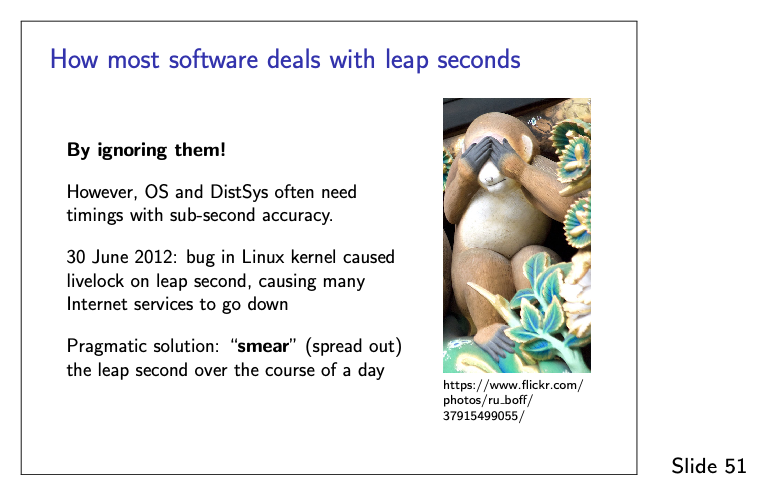 How most software deals with leap seconds
By ignoring them!
However, OS and DistSys often need
timings with sub-second accuracy.
30 June 2012: bug in Linux kernel caused
livelock on leap second, causing many
Internet services to go down
Pragmatic solution: “smear” (spread out)
the leap second over the course of a day
https://www.flickr.com/
photos/ru_boff/
37915499055/
Slide 51